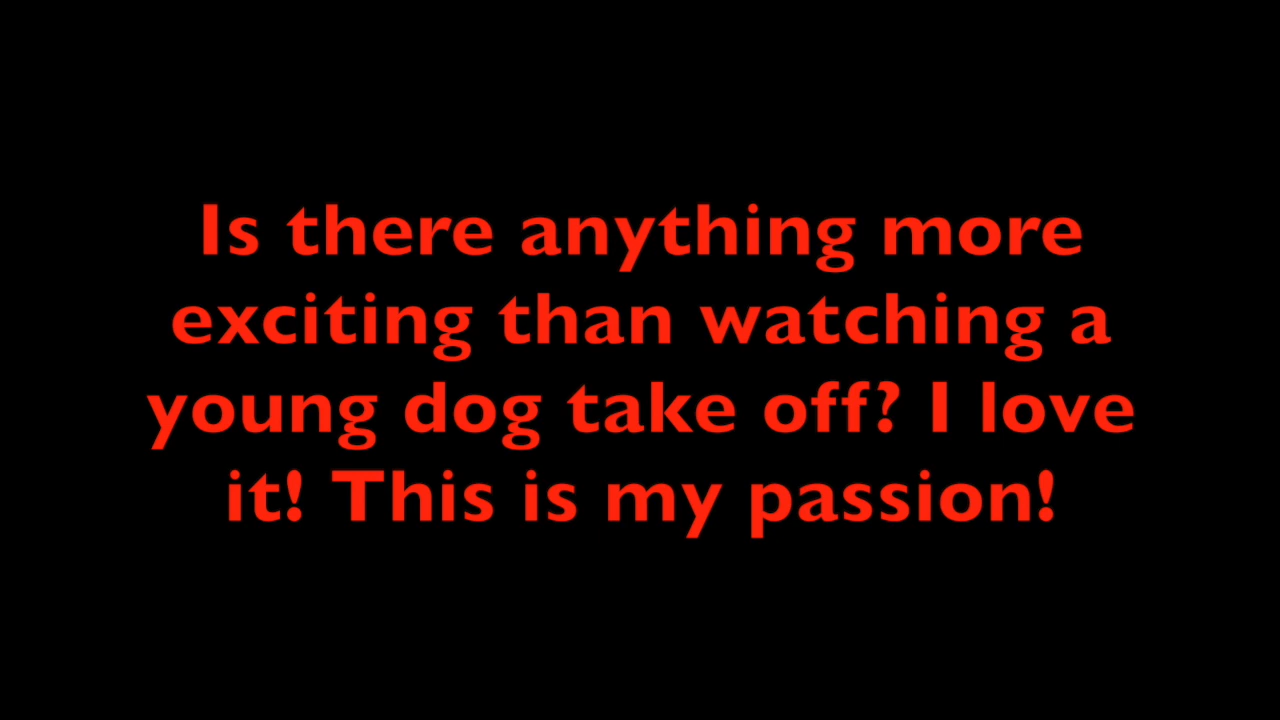 Is there anything more
exciting than watching a
young dog take off? I love
it! This is my passion!